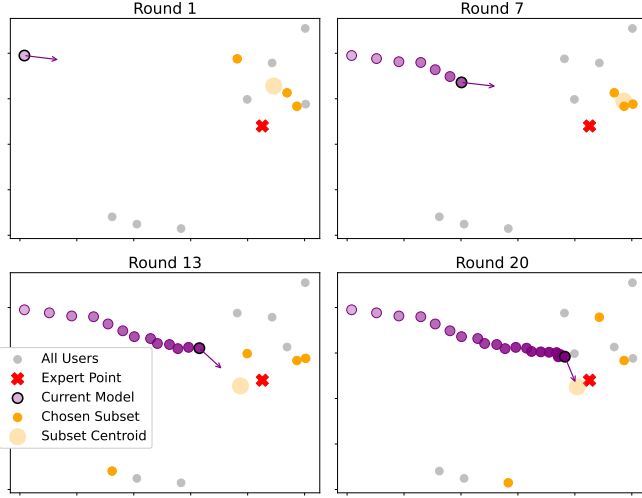 Round 1
Round 7
Round 13
Round 20
All Users
Expert Point
Current Model
Chosen Subset
Subset Centroid